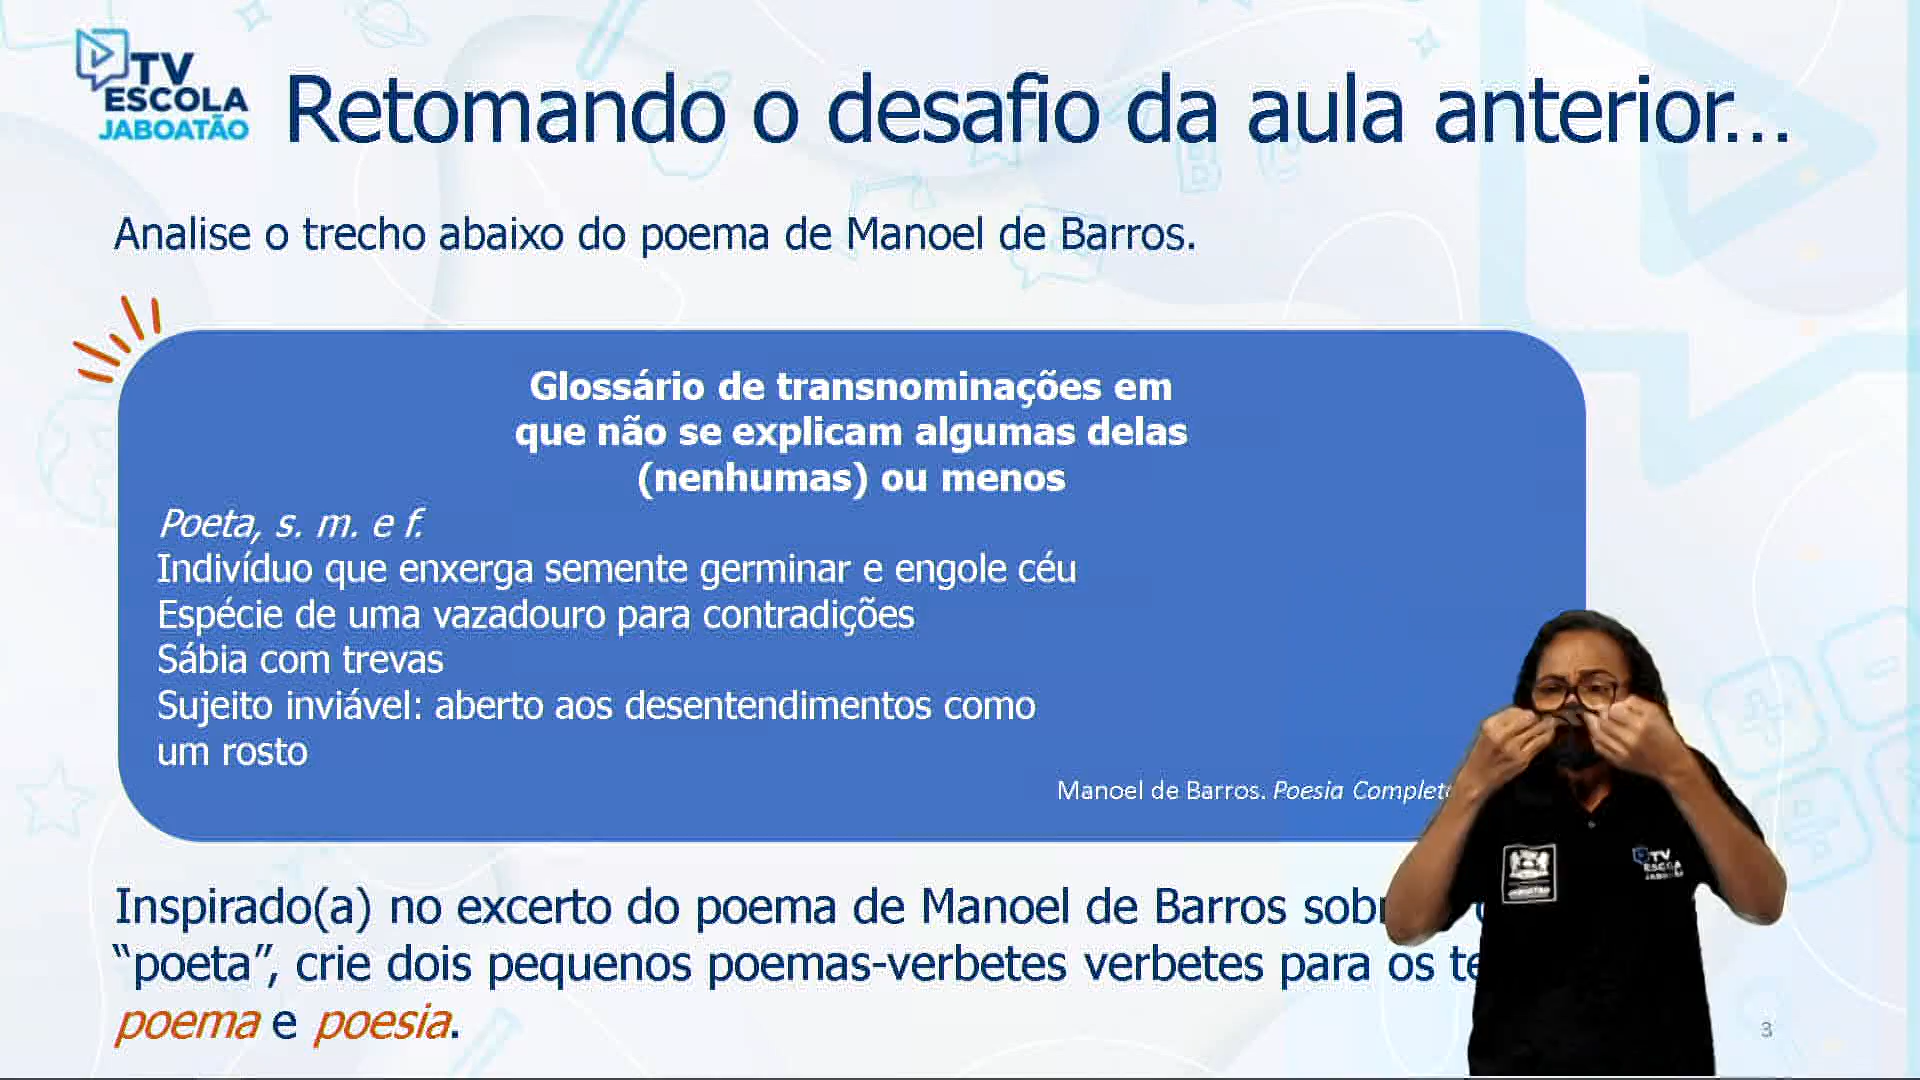 TV
ESCOLA
JABOATÃO
Retomando o desafio da aula anterior...
Analise o trecho abaixo do poema de Manoel de Barros.
Glossário de transnominações em
que não se explicam algumas delas
(nenhumas) ou menos
Poeta, s. m. e f.
Indivíduo que enxerga semente germinar e engole céu
Espécie de uma vazadouro para contradições
Sábia com trevas
Sujeito inviável: aberto aos desentendimentos como
um rosto
Manoel de Barros. Poesia
Inspirado(a) no excerto do poema de Manoel de Barros
“poeta”, crie dois pequenos poemas-verbetes verbetes para os
poema e poesia.
TV
ESCOLA
JABOATÃO
3